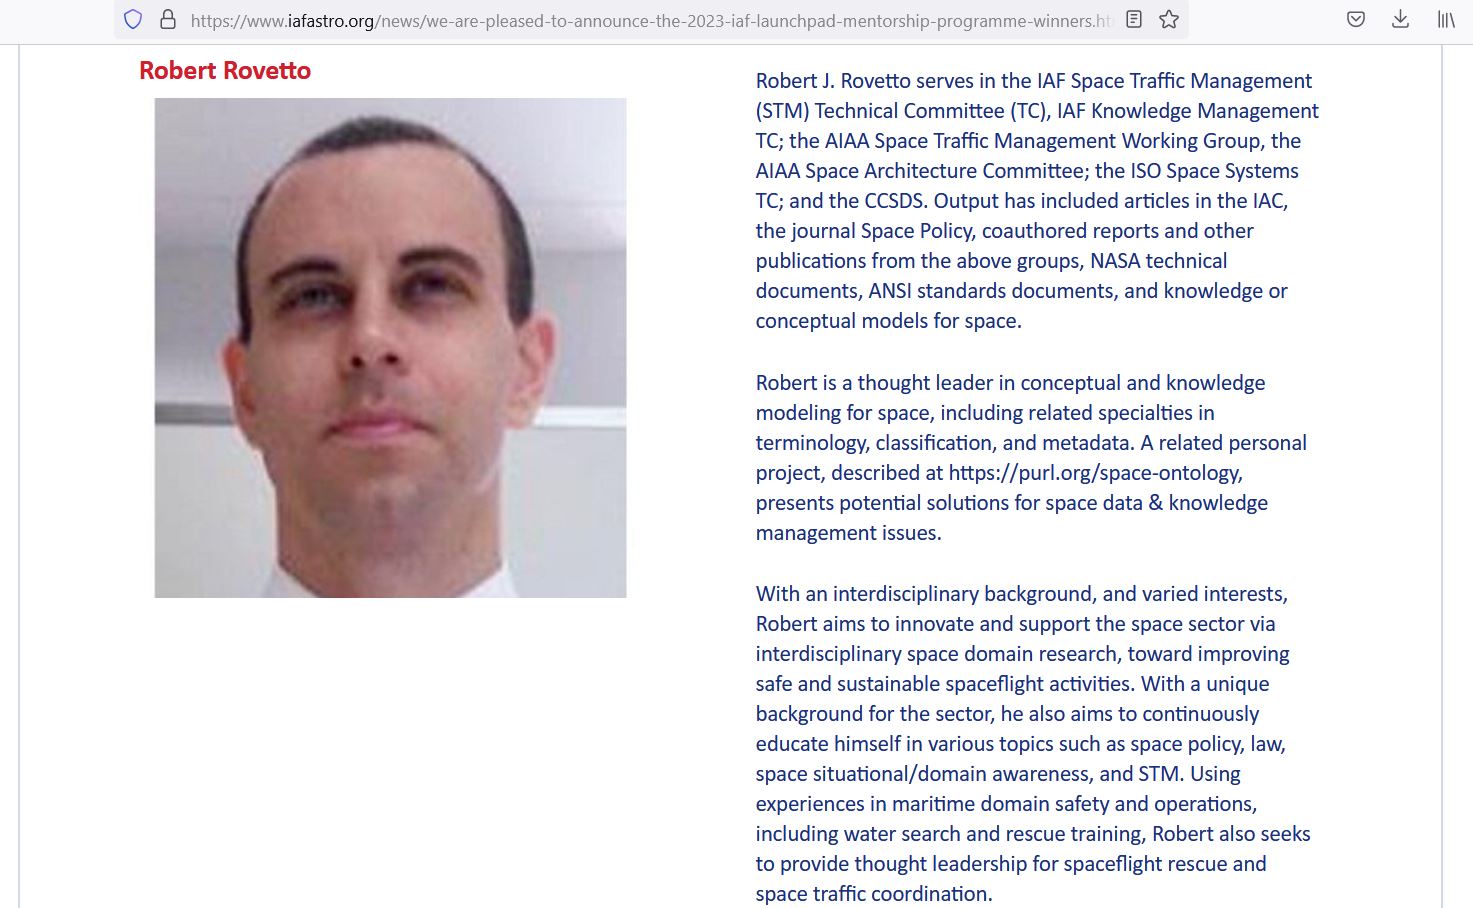 https://www.iafastro.org/news/we-are-pleased-to-announce-the-2023-iaf-launchpad-mentorship-programme-winners.ht
Robert Rovetto
Robert J. Rovetto serves in the IAF Space Traffic Management
(STM) Technical Committee (TC), IAF Knowledge Management
TC; the AIAA Space Traffic Management Working Group, the
AIAA Space Architecture Committee; the ISO Space Systems
TC; and the CCSDS. Output has included articles in the IAC,
the journal Space Policy, coauthored reports and other
publications from the above groups, NASA technical
documents, ANSI standards documents, and knowledge or
conceptual models for space.
Robert is a thought leader in conceptual and knowledge
modeling for space, including related specialties in
terminology, classification, and metadata. A related personal
project, described at https://purl.org/space-ontology,
presents potential solutions for space data & knowledge
management issues.
With an interdisciplinary background, and varied interests,
Robert aims to innovate and support the space sector via
interdisciplinary space domain research, toward improving
safe and sustainable spaceflight activities. With a unique
background for the sector, he also aims to continuously
educate himself in various topics such as space policy, law,
space situational/domain awareness, and STM. Using
experiences in maritime domain safety and operations,
including water search and rescue training, Robert also seeks
to provide thought leadership for spaceflight rescue and
space traffic coordination.